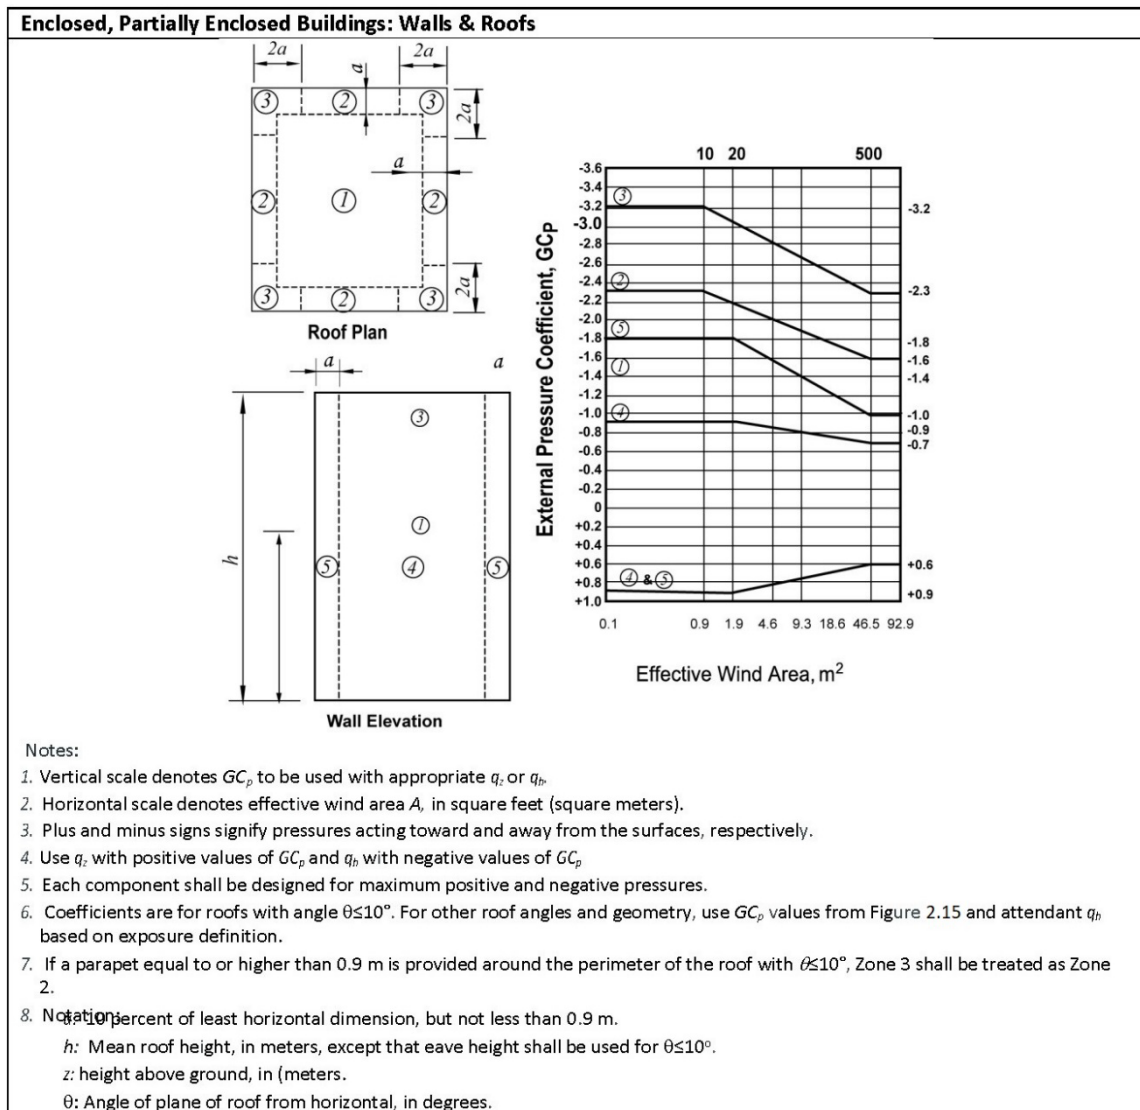 Enclosed, Partially Enclosed Buildings: Walls & Roofs
2a
2a
a
3
2
3
2a
a
2
1
2
3
2
3
2a
Roof Plan
a
a
3
1
h
5
4
5
Wall Elevation
10 20 500
External Pressure Coefficient, GCP
-3.6
-3.4
-3.2
-3.0
-2.8
-2.6
-2.4
-2.2
-2.0
-1.8
-1.6
-1.4
-1.2
-1.0
-0.8
-0.6
-0.4
-0.2
0
+0.2
+0.4
+0.6
+0.8
+1.0
3
2
5
1
4
4 & 5
-3.2
-2.3
-1.8
-1.6
-1.4
-1.0
-0.9
-0.7
+0.6
+0.9
0.1 0.9 1.9 4.6 9.3 18.6 46.5 92.9
Effective Wind Area, m²
Notes:
1. Vertical scale denotes GCp to be used with appropriate qz or qh.
2. Horizontal scale denotes effective wind area A, in square feet (square meters).
3. Plus and minus signs signify pressures acting toward and away from the surfaces, respectively.
4. Use qz with positive values of GCp and qh with negative values of GCp
5. Each component shall be designed for maximum positive and negative pressures.
6. Coefficients are for roofs with angle θ≤10°. For other roof angles and geometry, use GCp values from Figure 2.15 and attendant qh
based on exposure definition.
7. If a parapet equal to or higher than 0.9 m is provided around the perimeter of the roof with θ≤10°, Zone 3 shall be treated as Zone
2.
8. Notation:
10 percent of least horizontal dimension, but not less than 0.9 m.
h: Mean roof height, in meters, except that eave height shall be used for θ≤10°.
z: height above ground, in (meters.
θ: Angle of plane of roof from horizontal, in degrees.